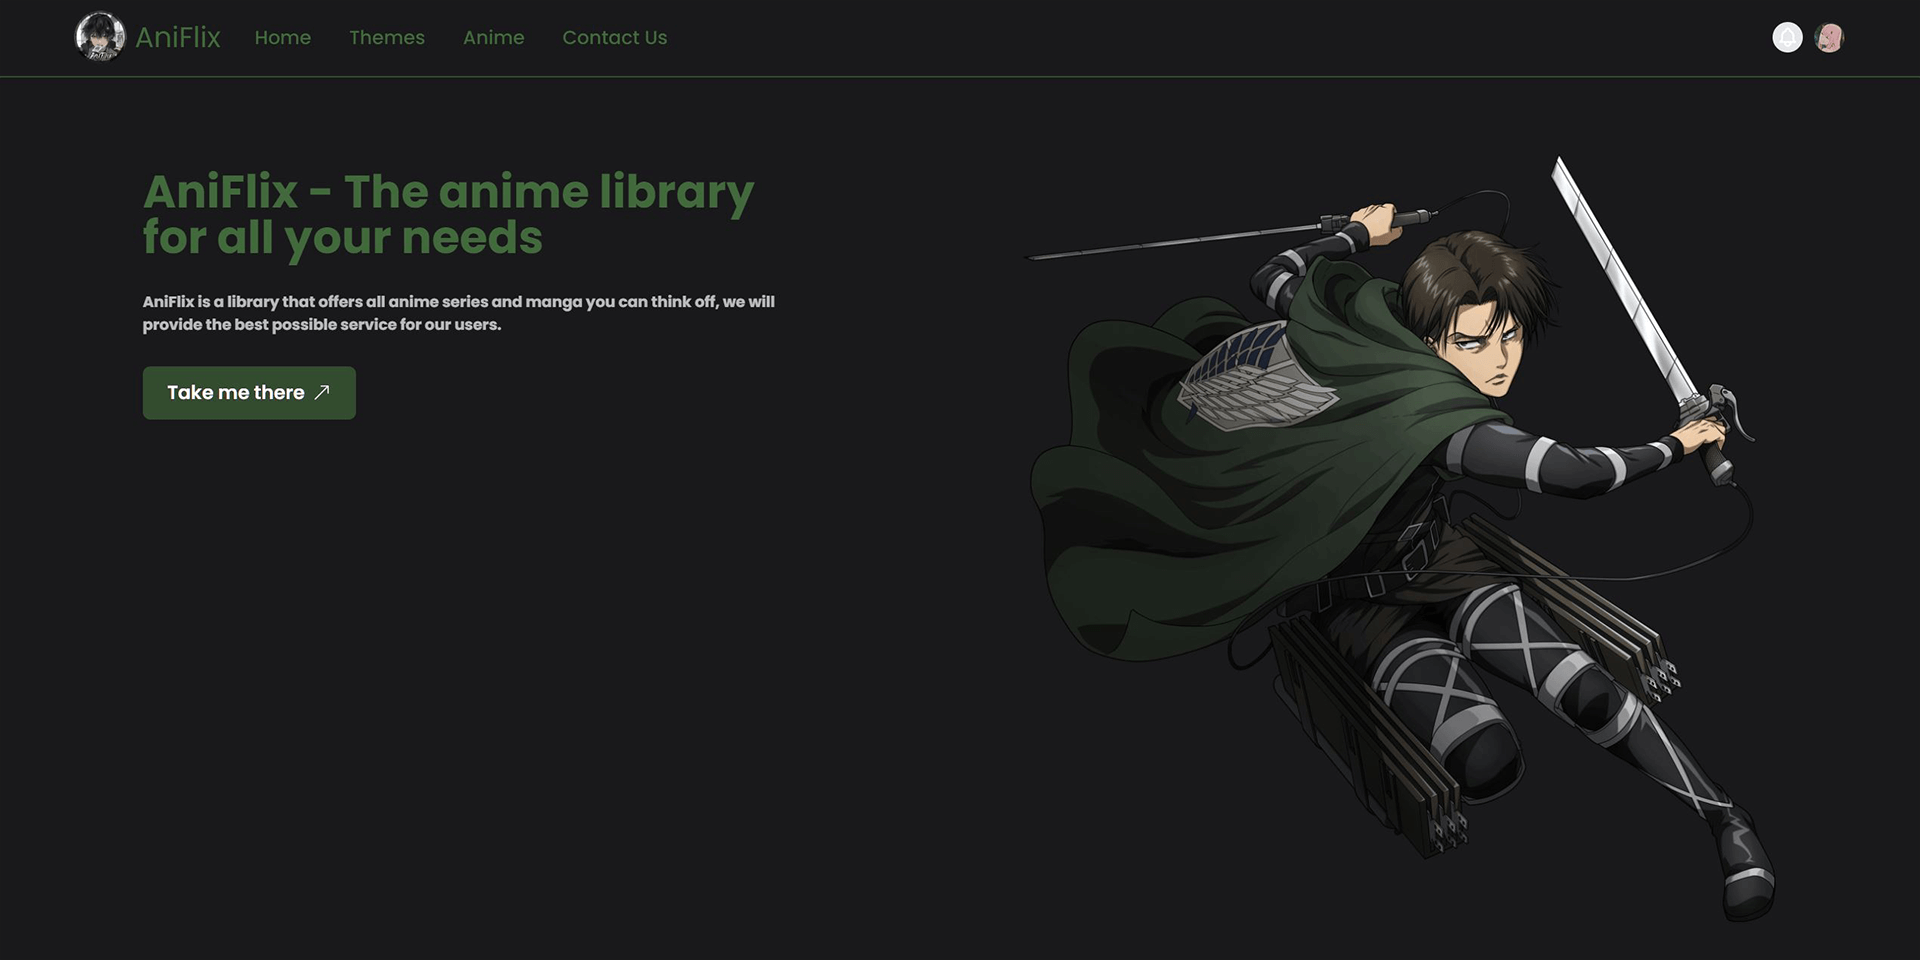 AniFlix
Home
Themes
Anime
Contact Us
AniFlix - The anime library
for all your needs
AniFlix is a library that offers all anime series and manga you can think off, we will
provide the best possible service for our users.
Take me there